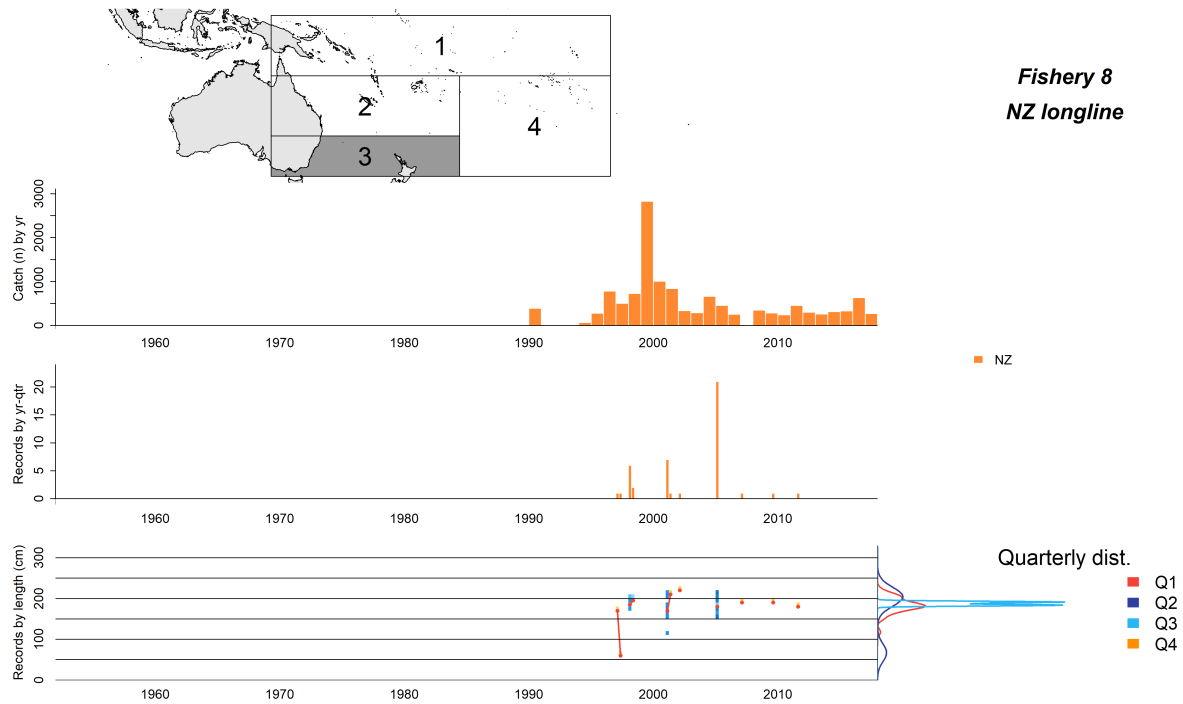 1
2
3
4
Fishery 8
NZ longline
Catch (n) by yr
3000
2000
1000
0
1960 1970 1980 1990 2000 2010
NZ
Records by yr-qtr
20
15
10
5
0
1960 1970 1980 1990 2000 2010
Records by length (cm)
300
200
100
0
1960 1970 1980 1990 2000 2010
Quarterly dist.
Q1
Q2
Q3
Q4